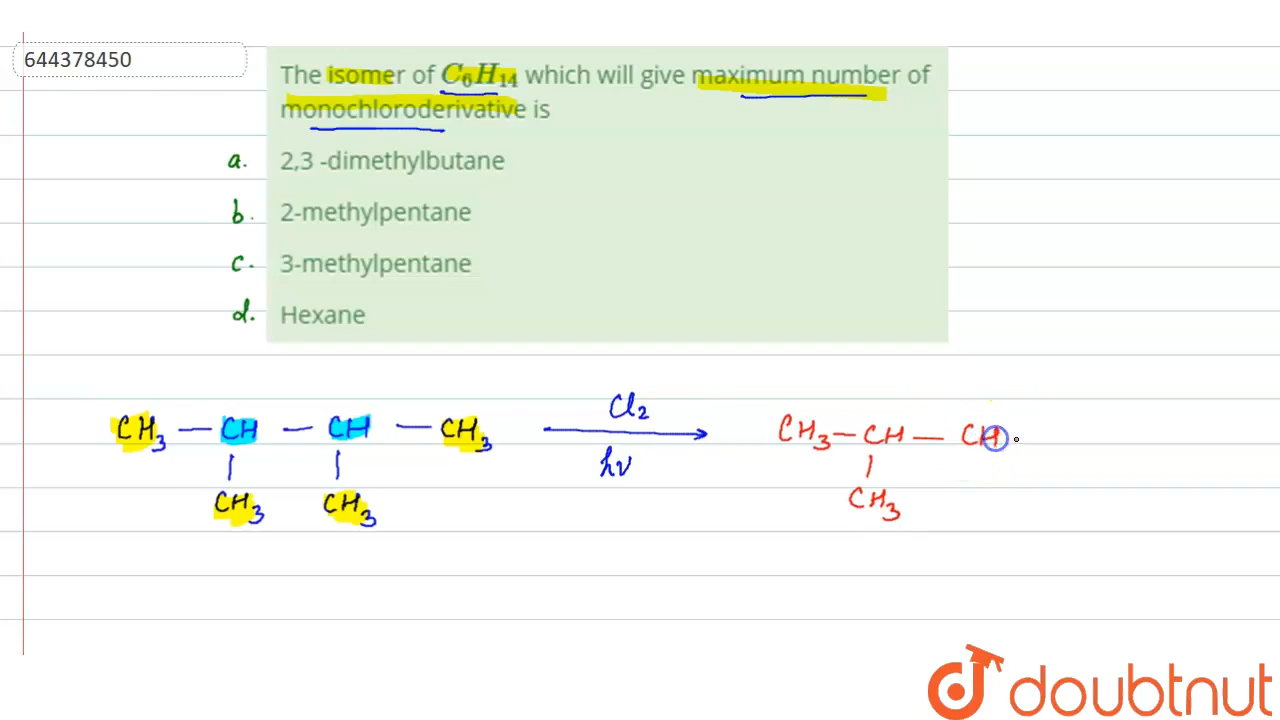 644378450
The isomer of C₆H₁₄ which will give maximum number of
monochloroderivative is
a. 2,3 -dimethylbutane
b. 2-methylpentane
c. 3-methylpentane
d. Hexane
Cl₂
CH₃ — CH — CH — CH₃ → CH₃ — CH — CH
hν
| | |
CH₃ CH₃ CH₃
doubtnut